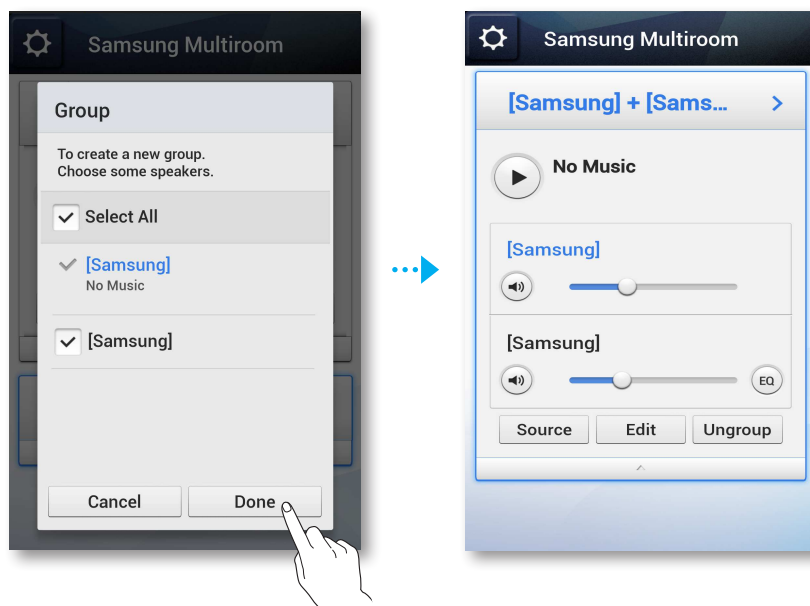 Samsung Multiroom
Group
To create a new group.
Choose some speakers.
Select All
[Samsung]
No Music
[Samsung]
Cancel
Done
Samsung Multiroom
[Samsung] + [Sams...
No Music
[Samsung]
[Samsung]
EQ
Source
Edit
Ungroup